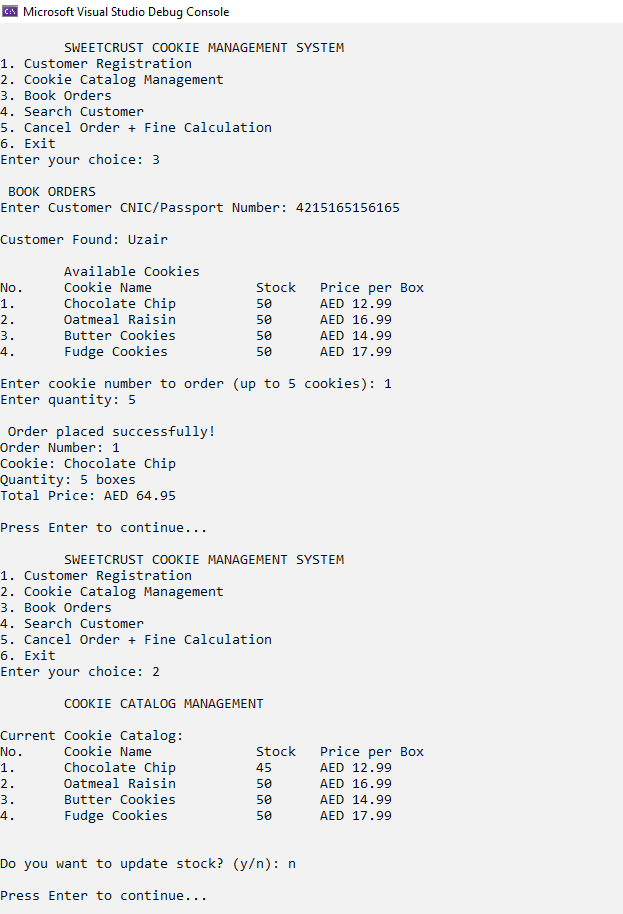 Microsoft Visual Studio Debug Console
SWEETCRUST COOKIE MANAGEMENT SYSTEM
1. Customer Registration
2. Cookie Catalog Management
3. Book Orders
4. Search Customer
5. Cancel Order + Fine Calculation
6. Exit
Enter your choice: 3
BOOK ORDERS
Enter Customer CNIC/Passport Number: 4215165156165
Customer Found: Uzair
Available Cookies
No. Cookie Name Stock Price per Box
1. Chocolate Chip 50 AED 12.99
2. Oatmeal Raisin 50 AED 16.99
3. Butter Cookies 50 AED 14.99
4. Fudge Cookies 50 AED 17.99
Enter cookie number to order (up to 5 cookies): 1
Enter quantity: 5
Order placed successfully!
Order Number: 1
Cookie: Chocolate Chip
Quantity: 5 boxes
Total Price: AED 64.95
Press Enter to continue...
SWEETCRUST COOKIE MANAGEMENT SYSTEM
1. Customer Registration
2. Cookie Catalog Management
3. Book Orders
4. Search Customer
5. Cancel Order + Fine Calculation
6. Exit
Enter your choice: 2
COOKIE CATALOG MANAGEMENT
Current Cookie Catalog:
No. Cookie Name Stock Price per Box
1. Chocolate Chip 45 AED 12.99
2. Oatmeal Raisin 50 AED 16.99
3. Butter Cookies 50 AED 14.99
4. Fudge Cookies 50 AED 17.99
Do you want to update stock? (y/n): n
Press Enter to continue...